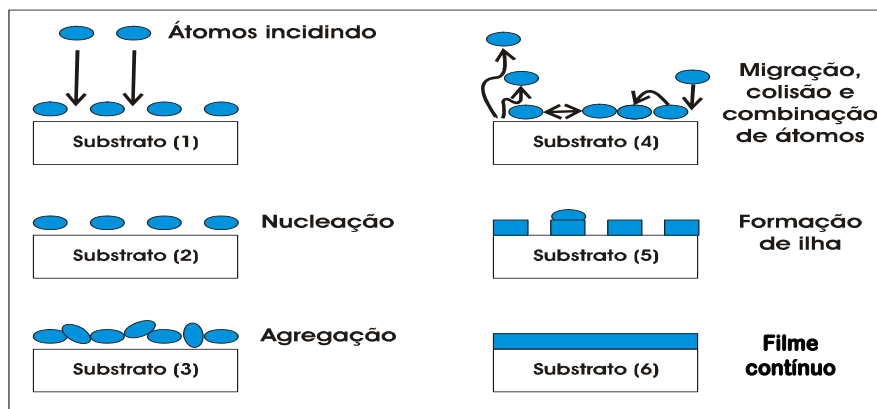 Átomos incidindo
Substrato (1)
Nucleação
Substrato (2)
Agregação
Substrato (3)
Migração,
colisão e
combinação
de átomos
Substrato (4)
Formação
de ilha
Substrato (5)
Filme
contínuo
Substrato (6)